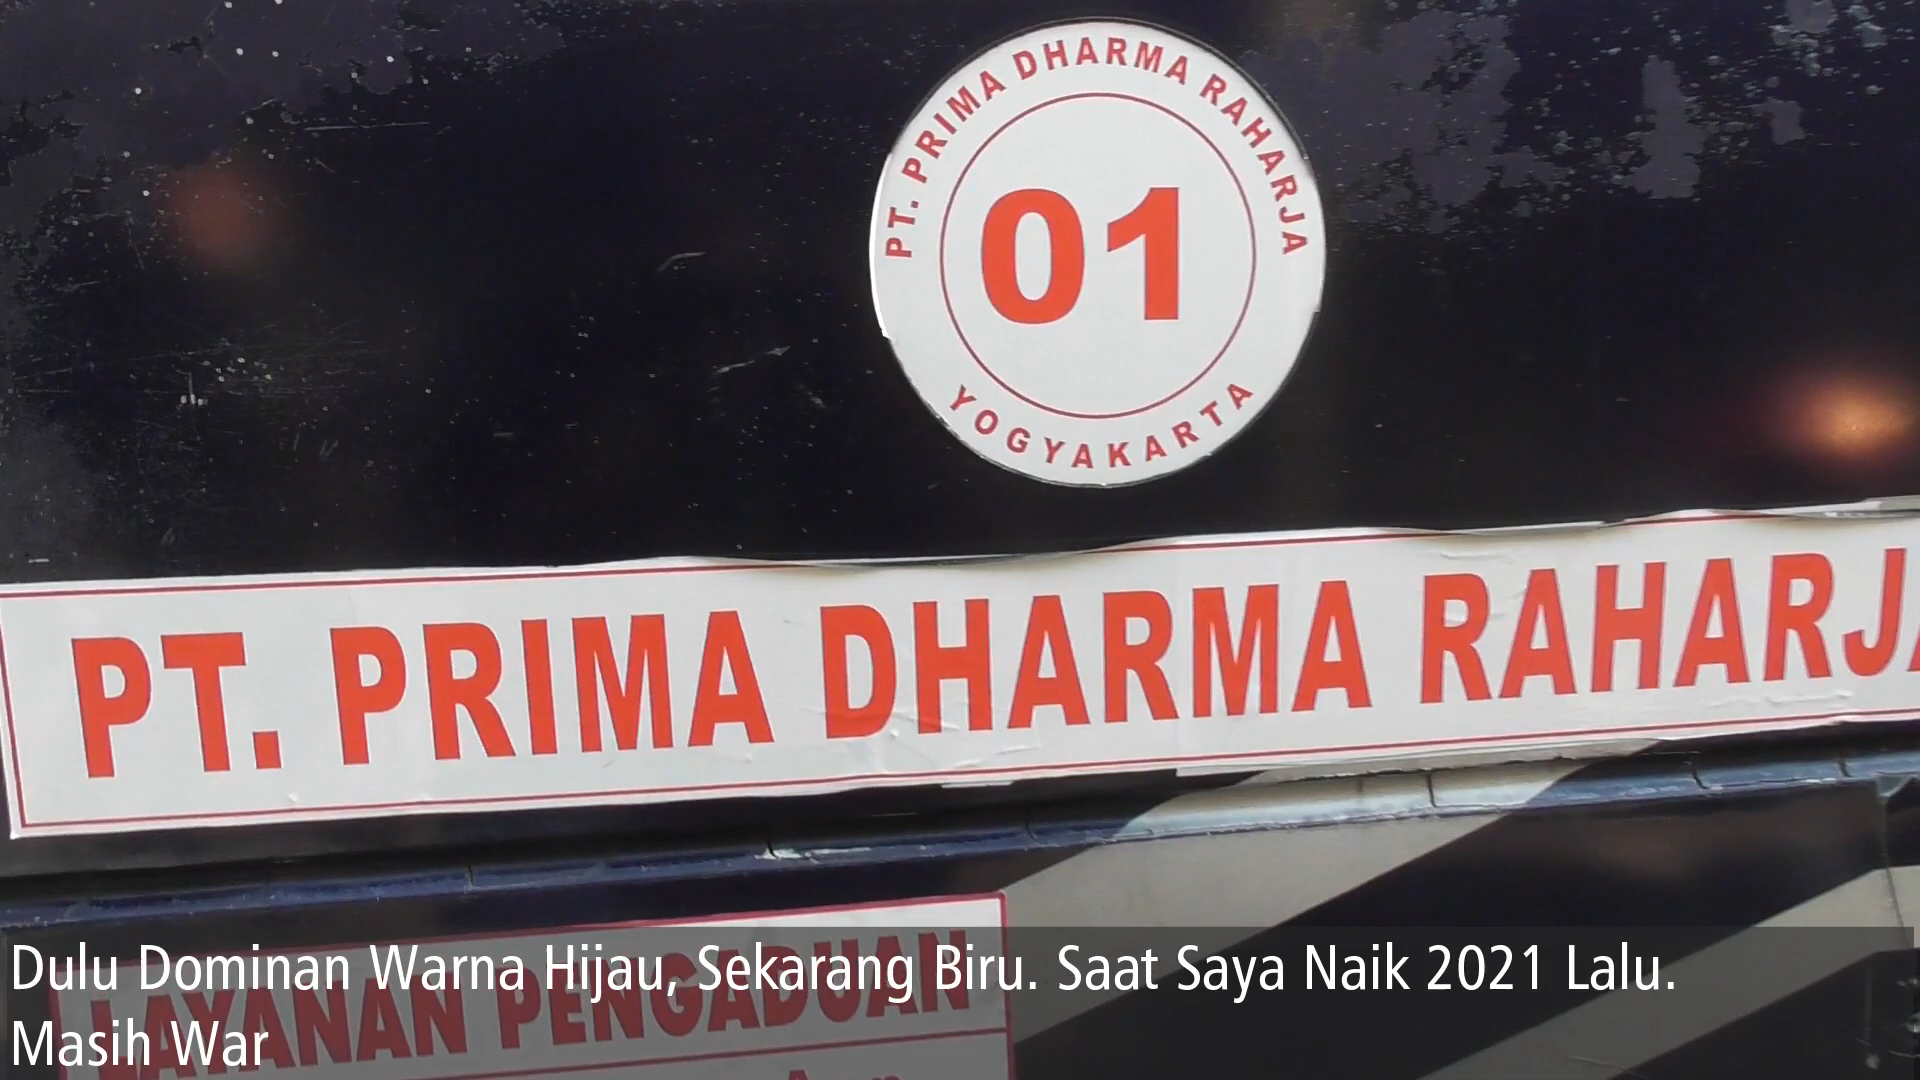 PT. PRIMA DHARMA RAHARJA
01
YOGYAKARTA
PT. PRIMA DHARMA RAHARJA
LAYANAN PENGADUAN
Dulu Dominan Warna Hijau, Sekarang Biru. Saat Saya Naik 2021 Lalu.
Masih War